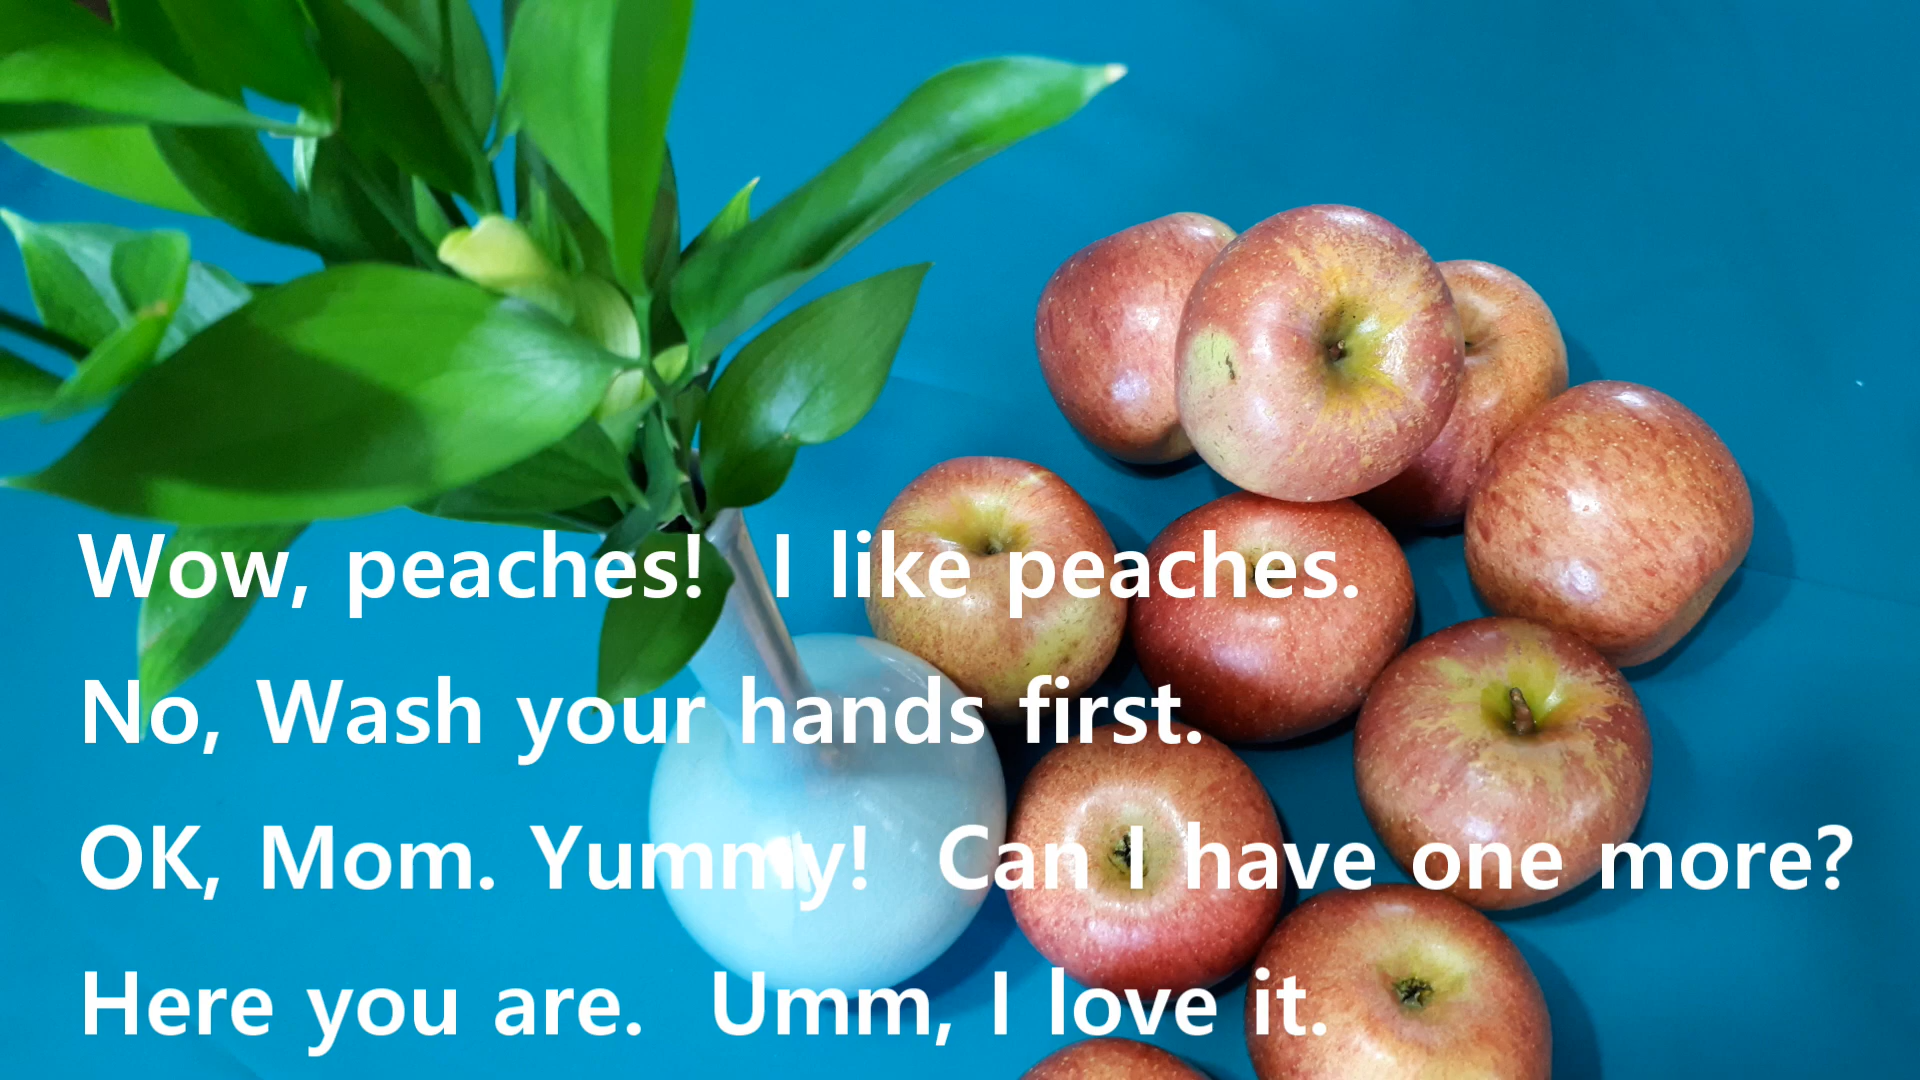 Wow, peaches!  I like peaches.
No, Wash your hands first.
OK, Mom. Yummy!  Can I have one more?
Here you are.  Umm, I love it.